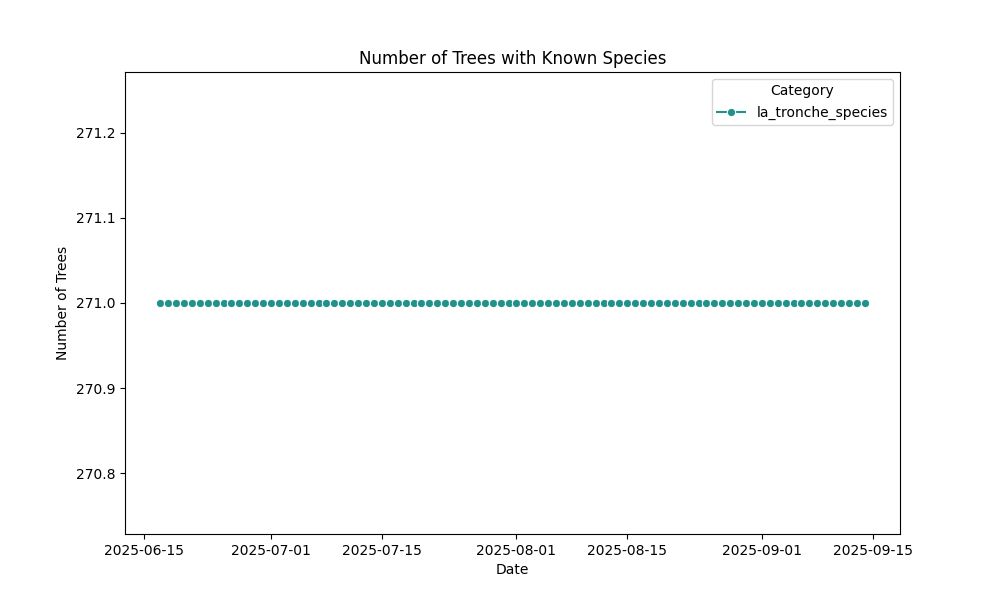 Number of Trees with Known Species
Category
la_tronche_species
271.2
271.1
271.0
270.9
270.8
Number of Trees
2025-06-15 2025-07-01 2025-07-15 2025-08-01 2025-08-15 2025-09-01 2025-09-15
Date